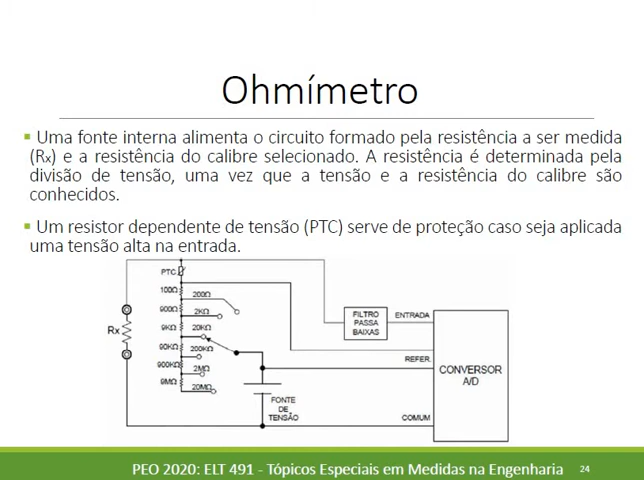 Ohmímetro
▪ Uma fonte interna alimenta o circuito formado pela resistência a ser medida
(Rx) e a resistência do calibre selecionado. A resistência é determinada pela
divisão de tensão, uma vez que a tensão e a resistência do calibre são
conhecidos.
▪ Um resistor dependente de tensão (PTC) serve de proteção caso seja aplicada
uma tensão alta na entrada.
PTC
100Ω
200Ω
900Ω
2KΩ
9KΩ
20KΩ
90KΩ
200KΩ
900KΩ
2MΩ
9MΩ
20MΩ
Rx
FONTE
DE
TENSÃO
FILTRO
PASSA
BAIXAS
ENTRADA
REFER.
COMUM
CONVERSOR
A/D
PEO 2020: ELT 491 - Tópicos Especiais em Medidas na Engenharia
24